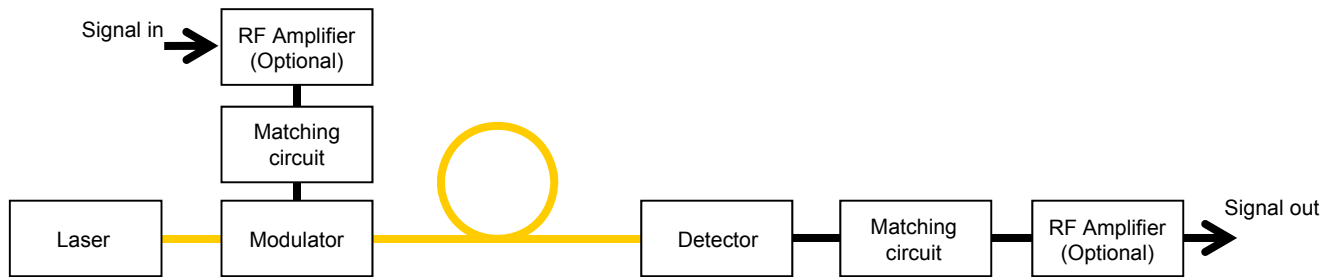 Signal in
RF Amplifier
(Optional)
Matching
circuit
Laser
Modulator
Detector
Matching
circuit
RF Amplifier
(Optional)
Signal out